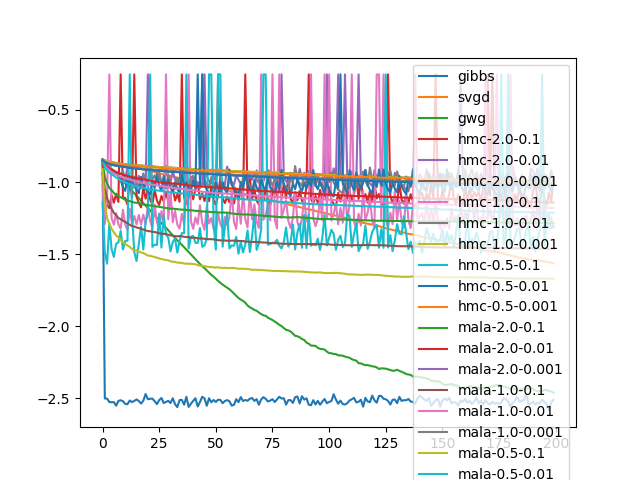 −0.5
−1.0
−1.5
−2.0
−2.5
0
25
50
75
100
125
150
175
200
gibbs
svgd
gwg
hmc-2.0-0.1
hmc-2.0-0.01
hmc-2.0-0.001
hmc-1.0-0.1
hmc-1.0-0.01
hmc-1.0-0.001
hmc-0.5-0.1
hmc-0.5-0.01
hmc-0.5-0.001
mala-2.0-0.1
mala-2.0-0.01
mala-2.0-0.001
mala-1.0-0.1
mala-1.0-0.01
mala-1.0-0.001
mala-0.5-0.1
mala-0.5-0.01